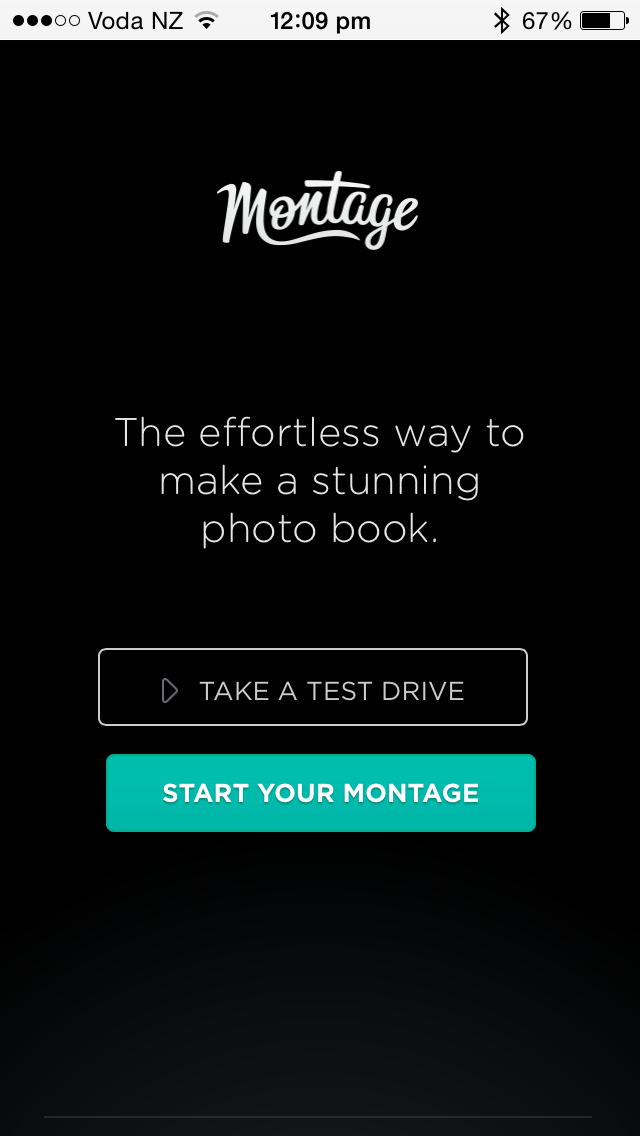 Voda NZ 12:09 pm 67%
Montage
The effortless way to
make a stunning
photo book.
TAKE A TEST DRIVE
START YOUR MONTAGE